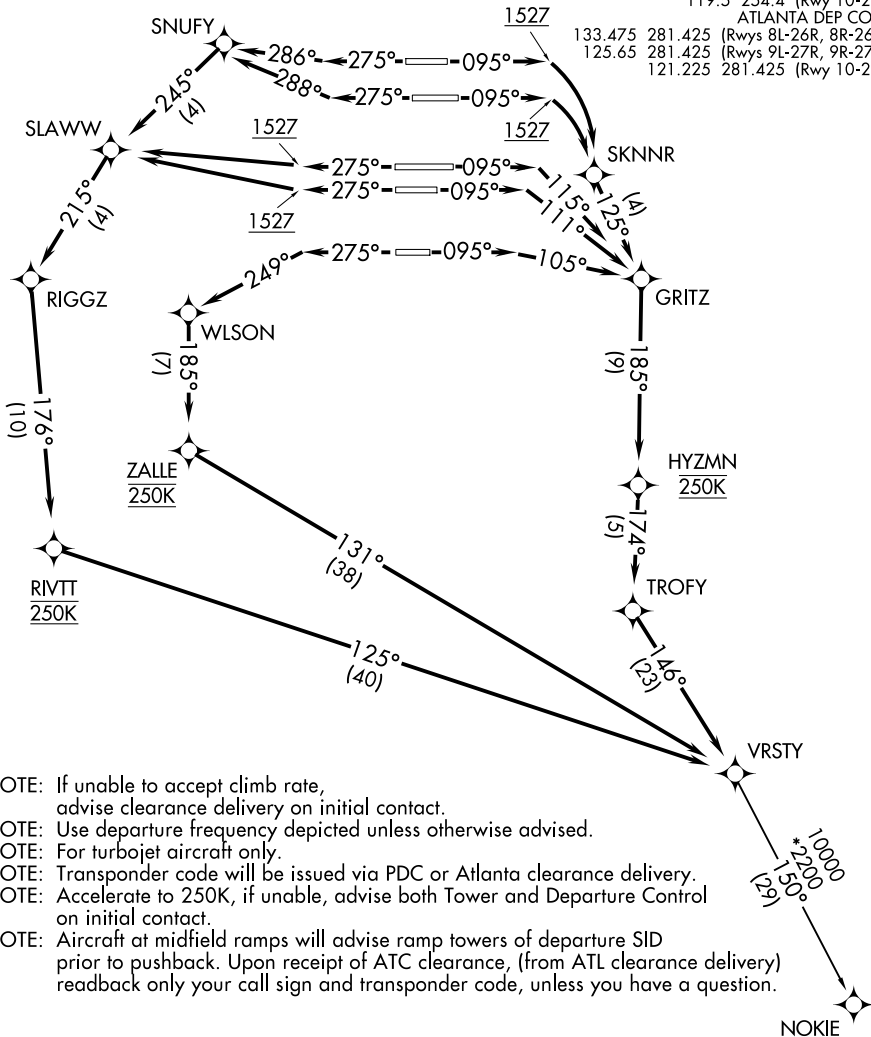 119.5 254.4 (Rwy 10-2
ATLANTA DEP CO
133.475 281.425 (Rwys 8L-26R, 8R-26
125.65 281.425 (Rwys 9L-27R, 9R-27
121.225 281.425 (Rwy 10-2
SNUFY
1527
286° 275° 095°
288° 275° 095°
245°
(4)
1527
SLAWW
1527
SKNNR
275° 095°
275° 095°
115°
111°
125°
(4)
1527
215°
(4)
249° 275° 095° 105°
RIGGZ
GRITZ
WLSON
185°
(7)
185°
(9)
176°
(10)
ZALLE
250K
HYZMN
250K
174°
(5)
131°
(38)
RIVTT
250K
TROFY
125°
(40)
146°
(23)
VRSTY
OTE: If unable to accept climb rate,
advise clearance delivery on initial contact.
OTE: Use departure frequency depicted unless otherwise advised.
OTE: For turbojet aircraft only.
OTE: Transponder code will be issued via PDC or Atlanta clearance delivery.
OTE: Accelerate to 250K, if unable, advise both Tower and Departure Control
on initial contact.
OTE: Aircraft at midfield ramps will advise ramp towers of departure SID
prior to pushback. Upon receipt of ATC clearance, (from ATL clearance delivery)
readback only your call sign and transponder code, unless you have a question.
10000
*2200
150°
(29)
NOKIE